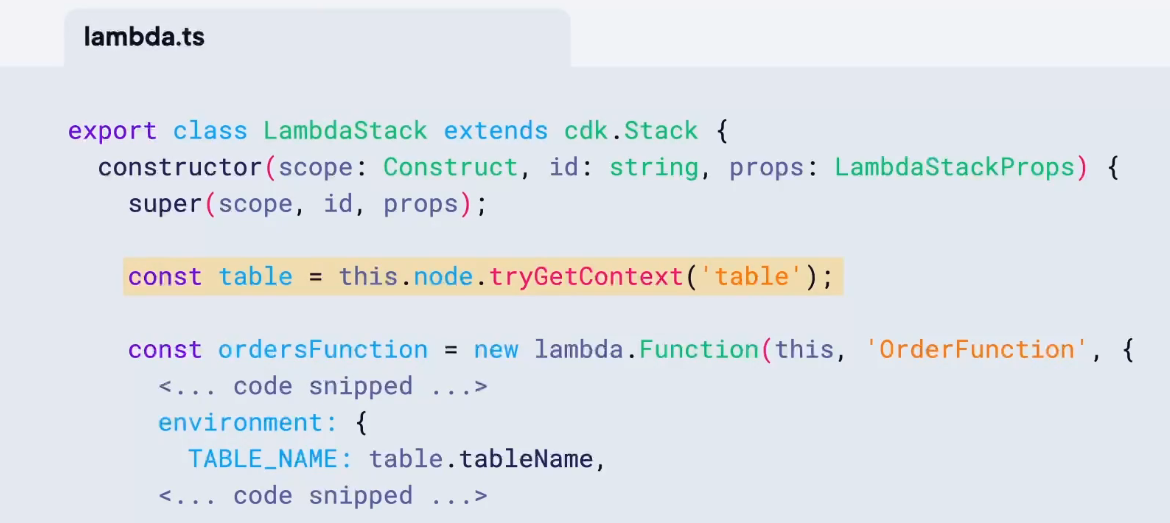 lambda.ts
export class LambdaStack extends cdk.Stack {
constructor(scope: Construct, id: string, props: LambdaStackProps) {
super(scope, id, props);
const table = this.node.tryGetContext('table');
const ordersFunction = new lambda.Function(this, 'OrderFunction', {
<... code snipped ...>
environment: {
TABLE_NAME: table.tableName,
<... code snipped ...>